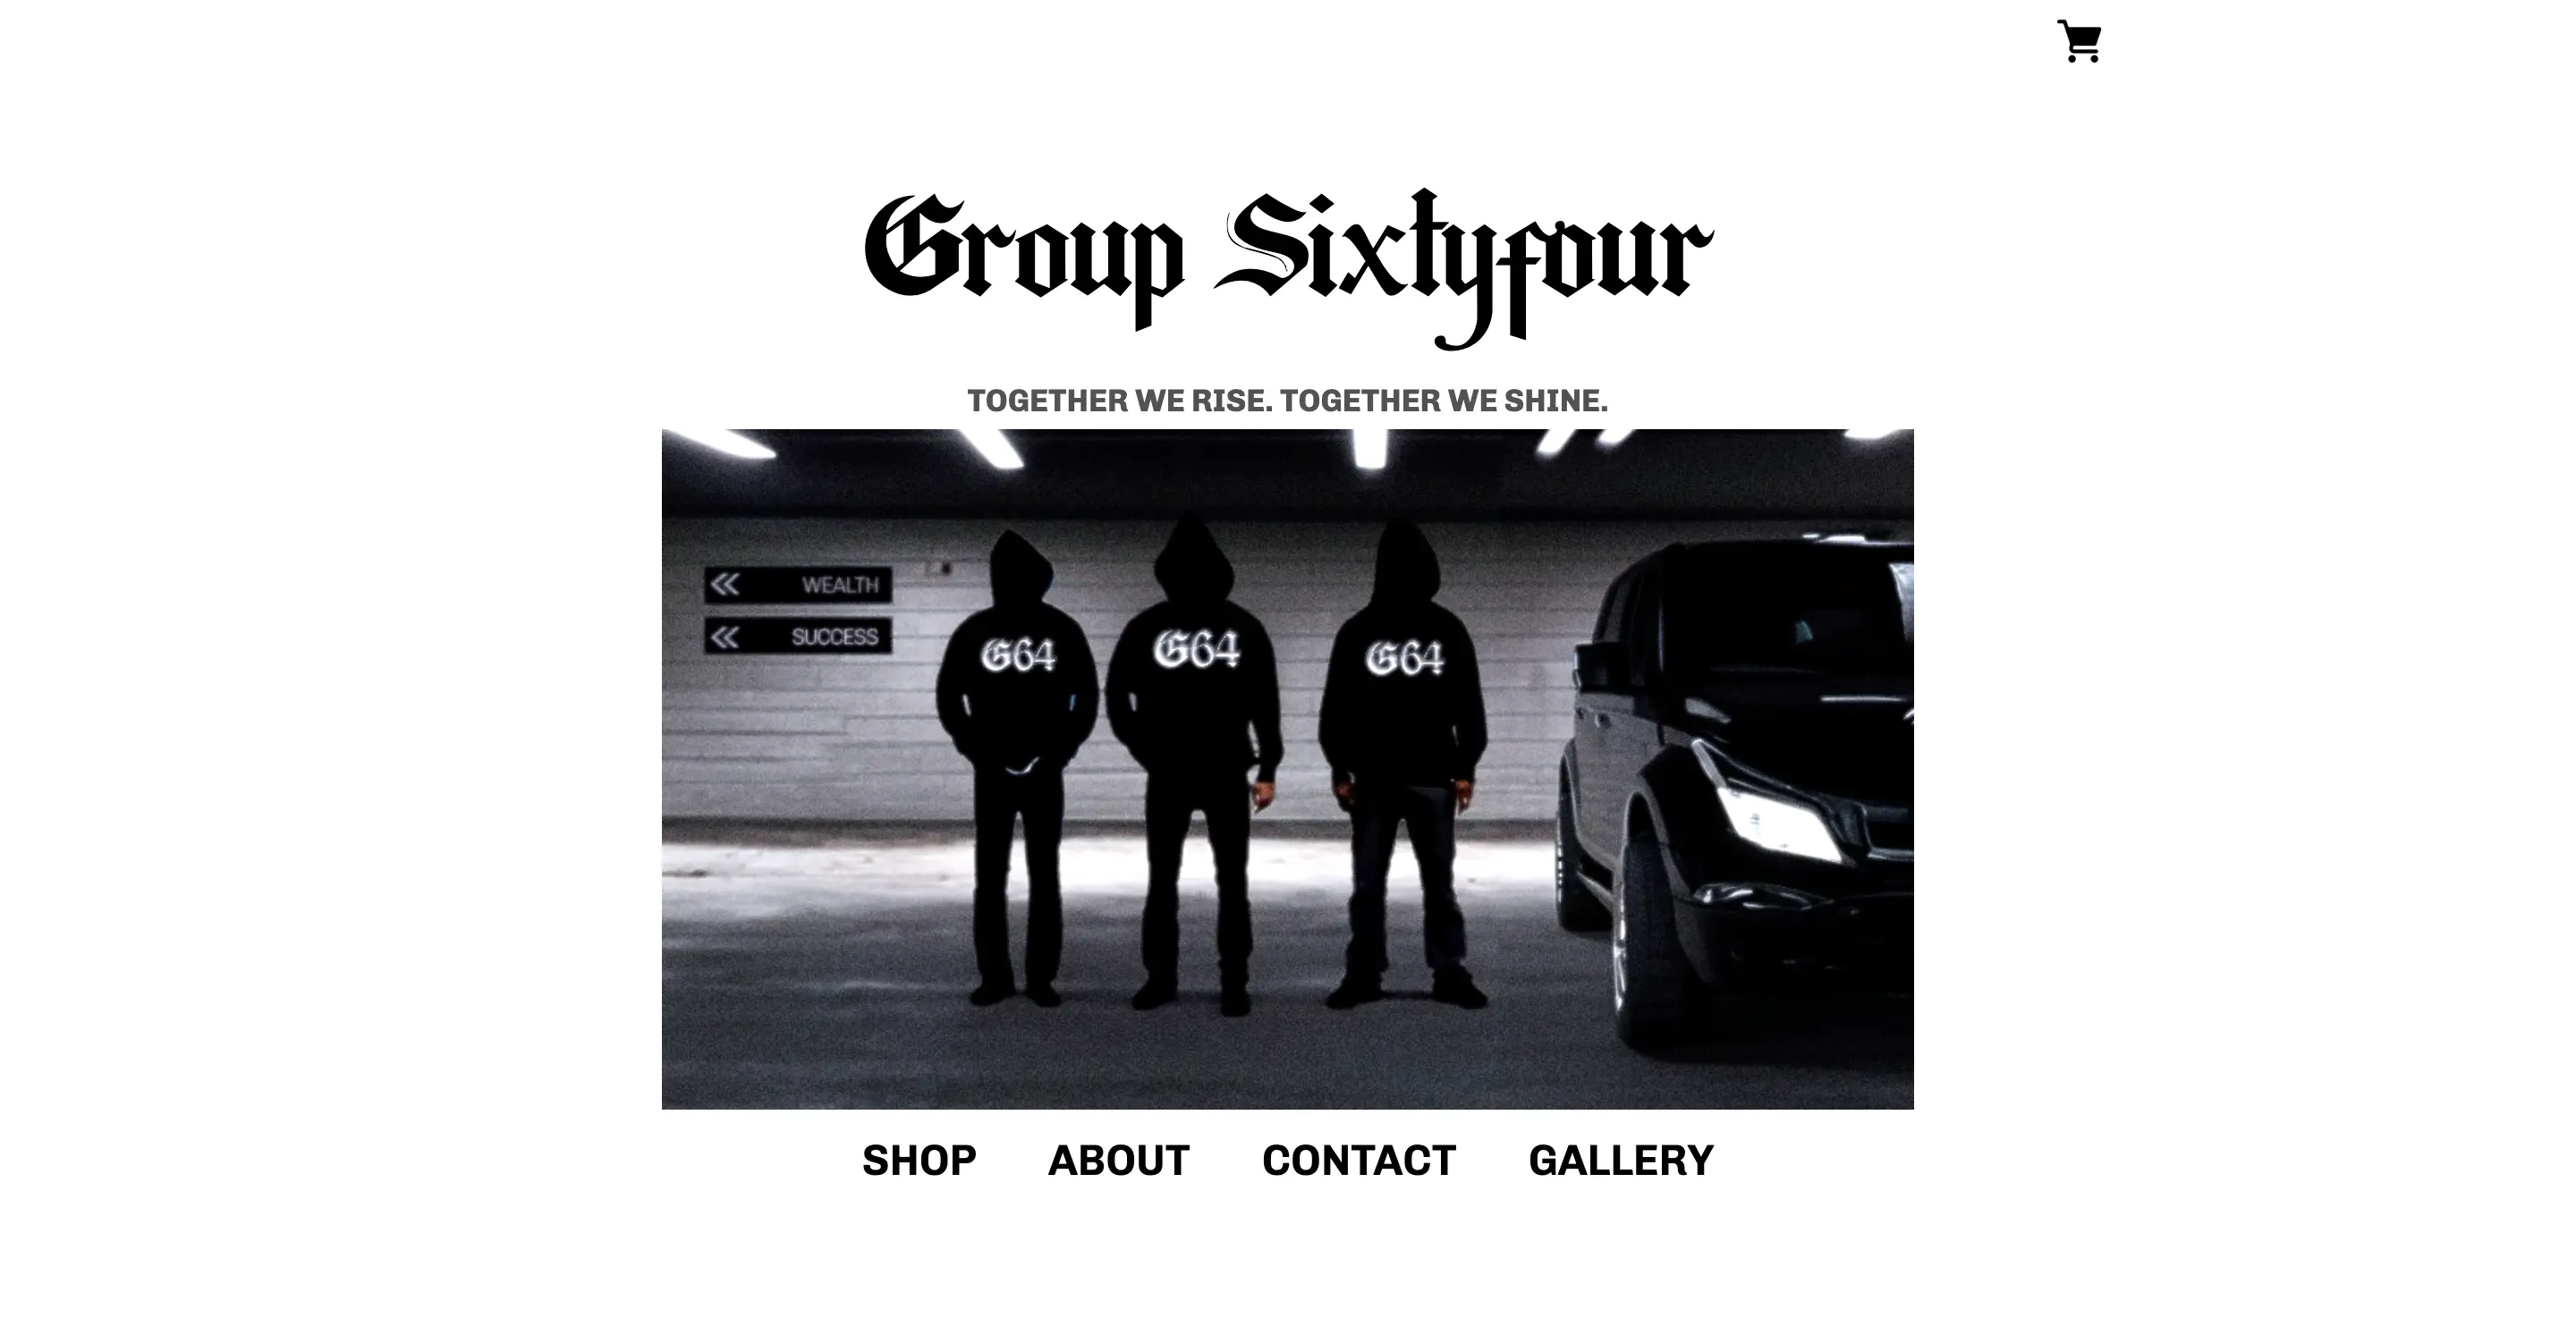 Group Sixtyfour
TOGETHER WE RISE. TOGETHER WE SHINE.
WEALTH
SUCCESS
G64
G64
G64
SHOP ABOUT CONTACT GALLERY